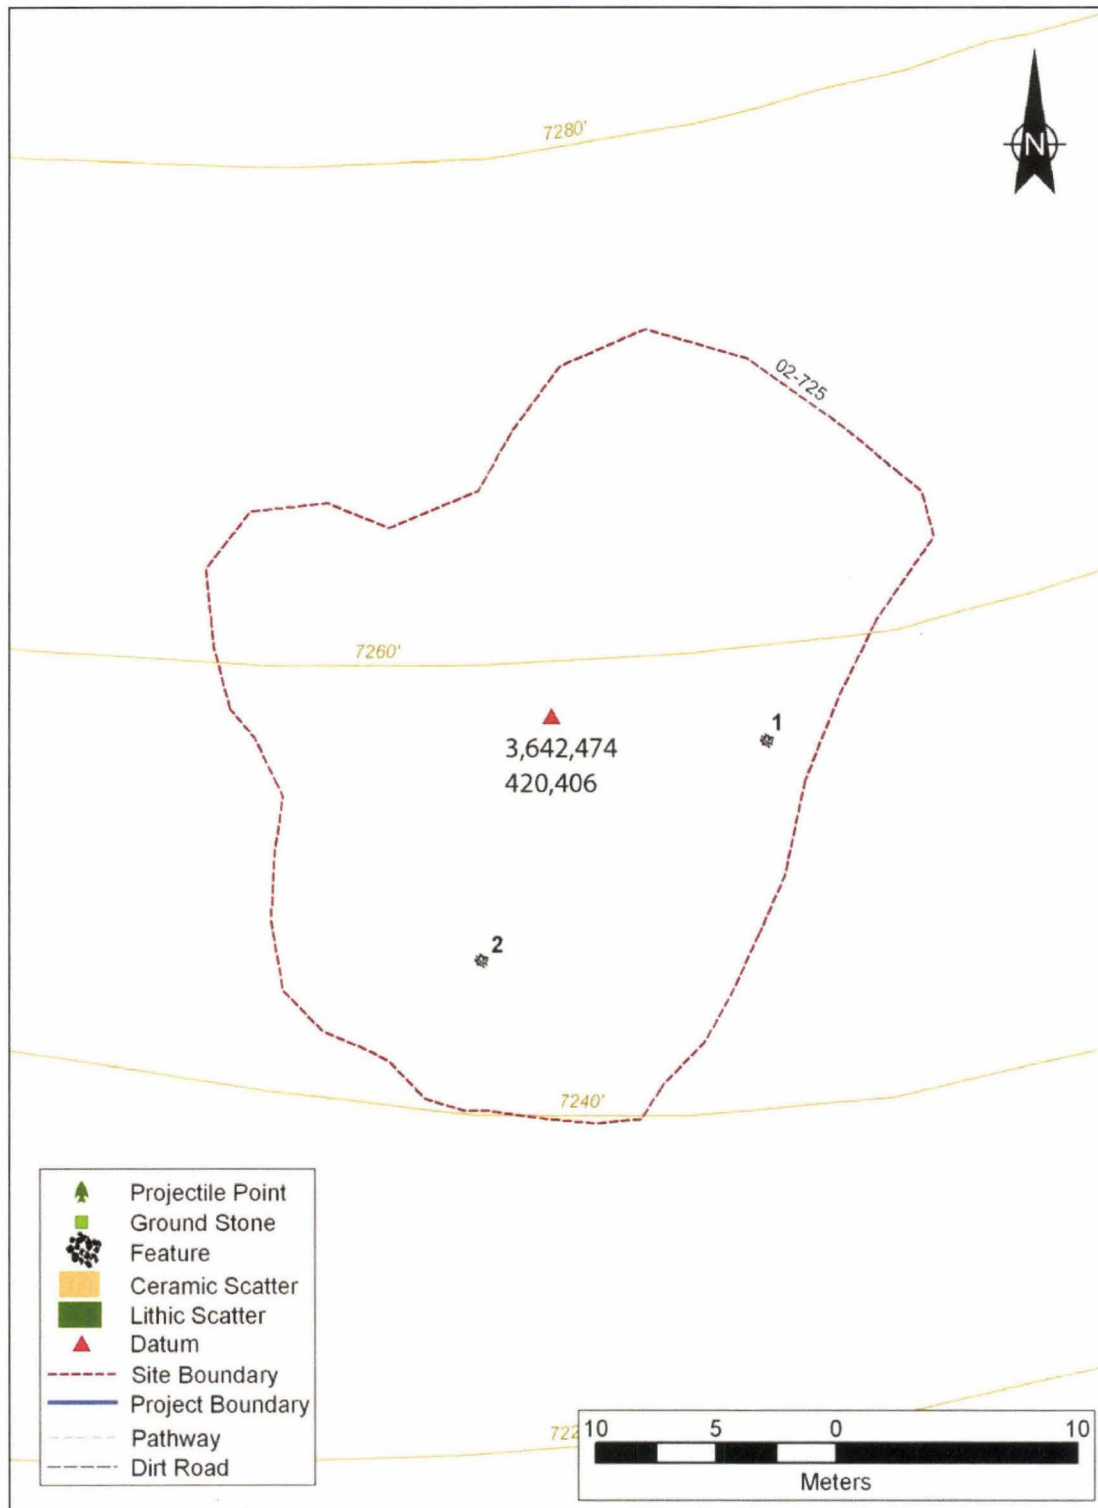 7280'
N
02-725
7260'
1
3,642,474
420,406
2
7240'
Projectile Point
Ground Stone
Feature
Ceramic Scatter
Lithic Scatter
Datum
Site Boundary
Project Boundary
Pathway
Dirt Road
722
10 5 0 10
Meters